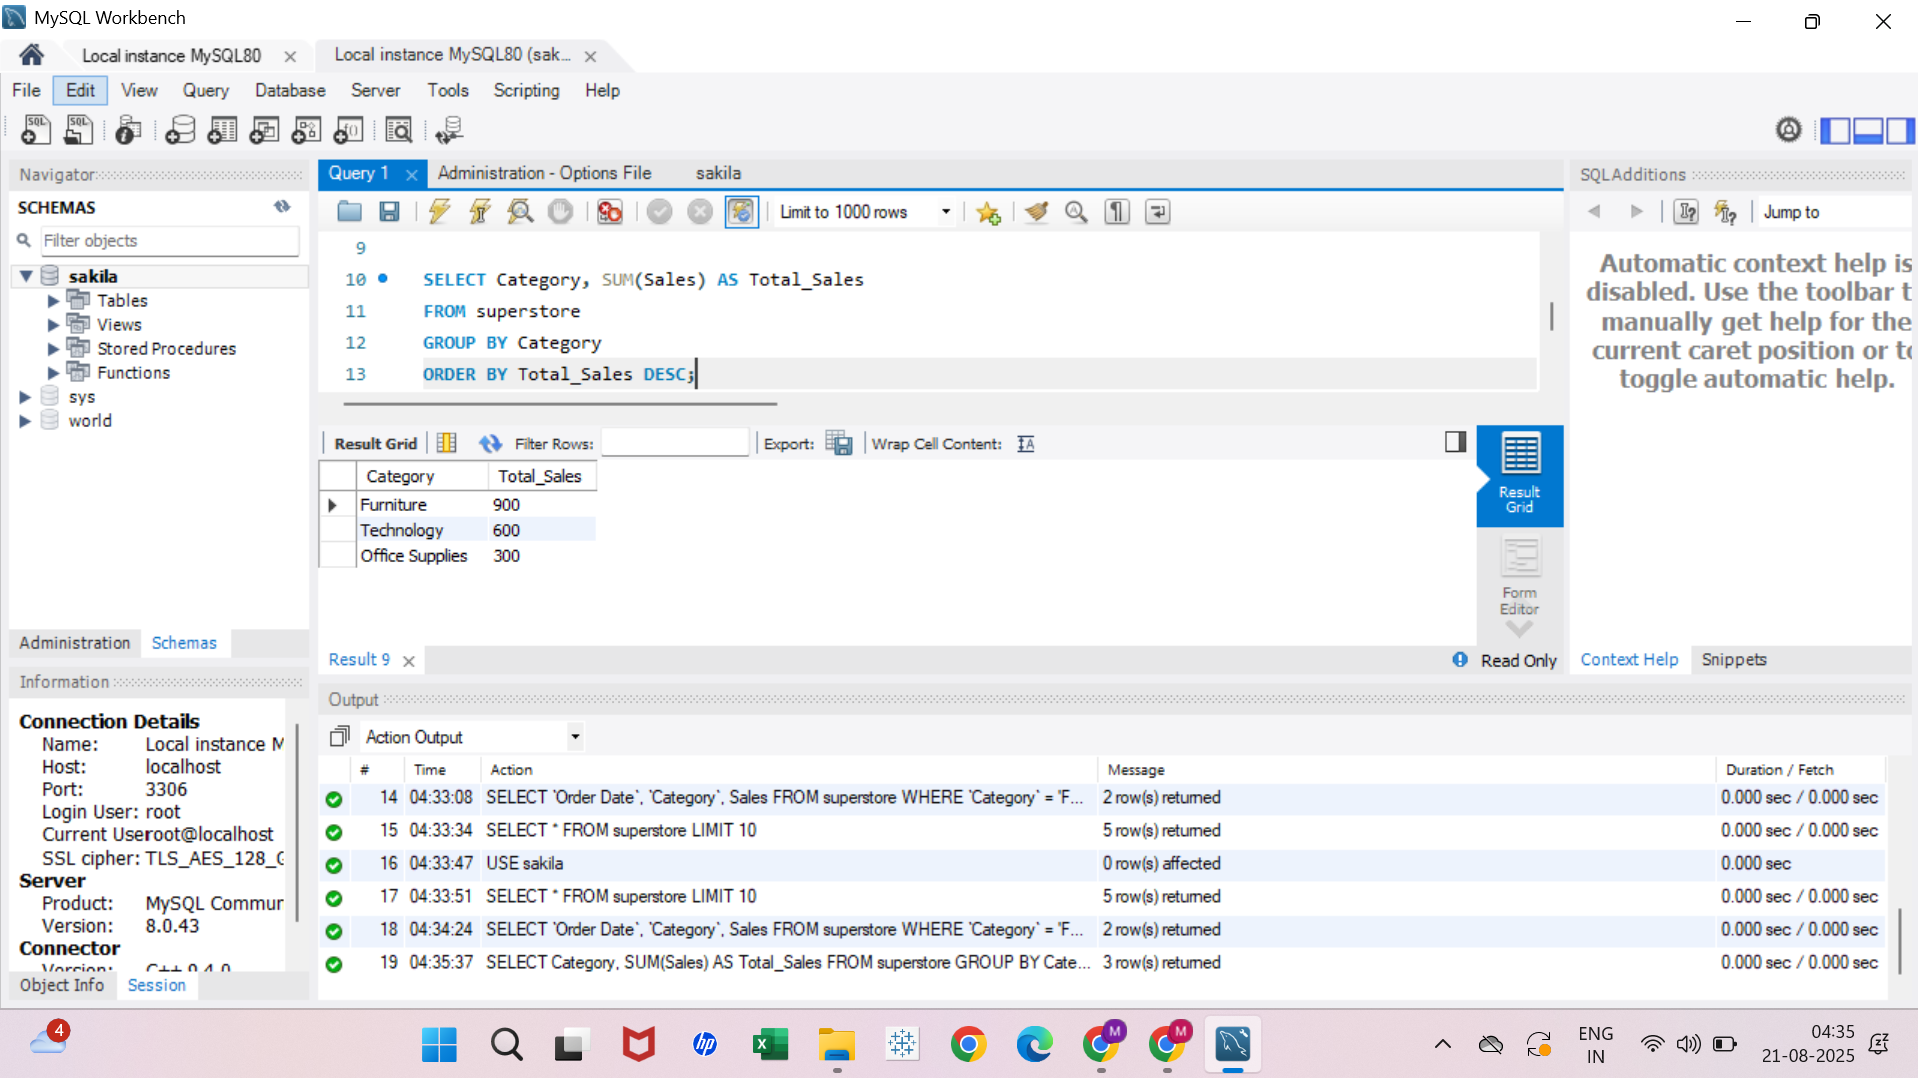 MySQL Workbench
Local instance MySQL80
Local instance MySQL80 (sak...
File Edit View Query Database Server Tools Scripting Help
Navigator
SCHEMAS
Filter objects
sakila
Tables
Views
Stored Procedures
Functions
sys
world
Administration Schemas
Information
Connection Details
Name: Local instance M
Host: localhost
Port: 3306
Login User: root
Current Useroot@localhost
SSL cipher: TLS_AES_128_G
Server
Product: MySQL Commur
Version: 8.0.43
Connector
Version: C++ 9.4.0
Object Info Session
Query 1 Administration - Options File sakila
Limit to 1000 rows
9
10 SELECT Category, SUM(Sales) AS Total_Sales
11 FROM superstore
12 GROUP BY Category
13 ORDER BY Total_Sales DESC;
Result Grid Filter Rows: Export: Wrap Cell Content:
Category Total_Sales
Furniture 900
Technology 600
Office Supplies 300
Result
Grid
Form
Editor
Result 9
Read Only
SQLAdditions
Jump to
Automatic context help is
disabled. Use the toolbar t
manually get help for the
current caret position or to
toggle automatic help.
Context Help Snippets
Output
Action Output
# Time Action Message Duration / Fetch
14 04:33:08 SELECT `Order Date`, `Category`, Sales FROM superstore WHERE `Category` = 'F... 2 row(s) returned 0.000 sec / 0.000 sec
15 04:33:34 SELECT * FROM superstore LIMIT 10 5 row(s) returned 0.000 sec / 0.000 sec
16 04:33:47 USE sakila 0 row(s) affected 0.000 sec
17 04:33:51 SELECT * FROM superstore LIMIT 10 5 row(s) returned 0.000 sec / 0.000 sec
18 04:34:24 SELECT `Order Date`, `Category`, Sales FROM superstore WHERE `Category` = 'F... 2 row(s) returned 0.000 sec / 0.000 sec
19 04:35:37 SELECT Category, SUM(Sales) AS Total_Sales FROM superstore GROUP BY Cate... 3 row(s) returned 0.000 sec / 0.000 sec
4
M
M
ENG
IN
04:35
21-08-2025